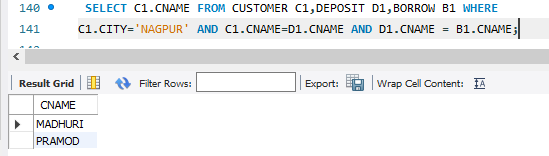 140 SELECT C1.CNAME FROM CUSTOMER C1,DEPOSIT D1,BORROW B1 WHERE
141 C1.CITY='NAGPUR' AND C1.CNAME=D1.CNAME AND D1.CNAME = B1.CNAME;
Result Grid Filter Rows: Export: Wrap Cell Content: IA
CNAME
MADHURI
PRAMOD